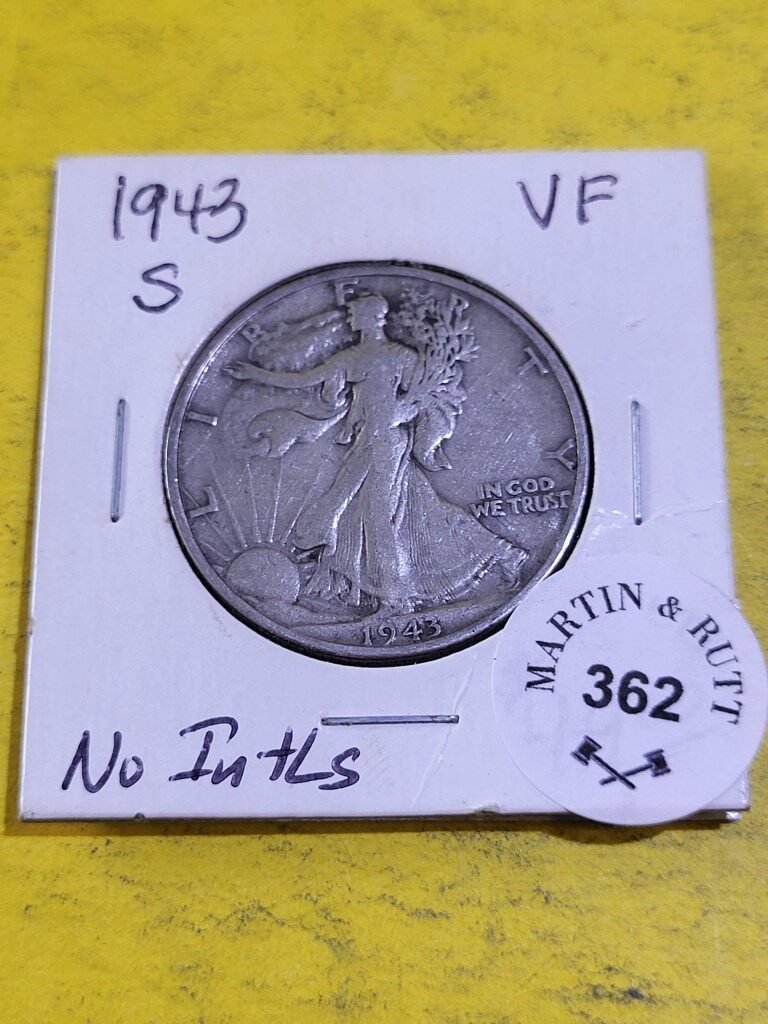 1943 VF
S
LIBERTY
IN GOD
WE TRUST
1943
No Intls
MARTIN & RUTT
362